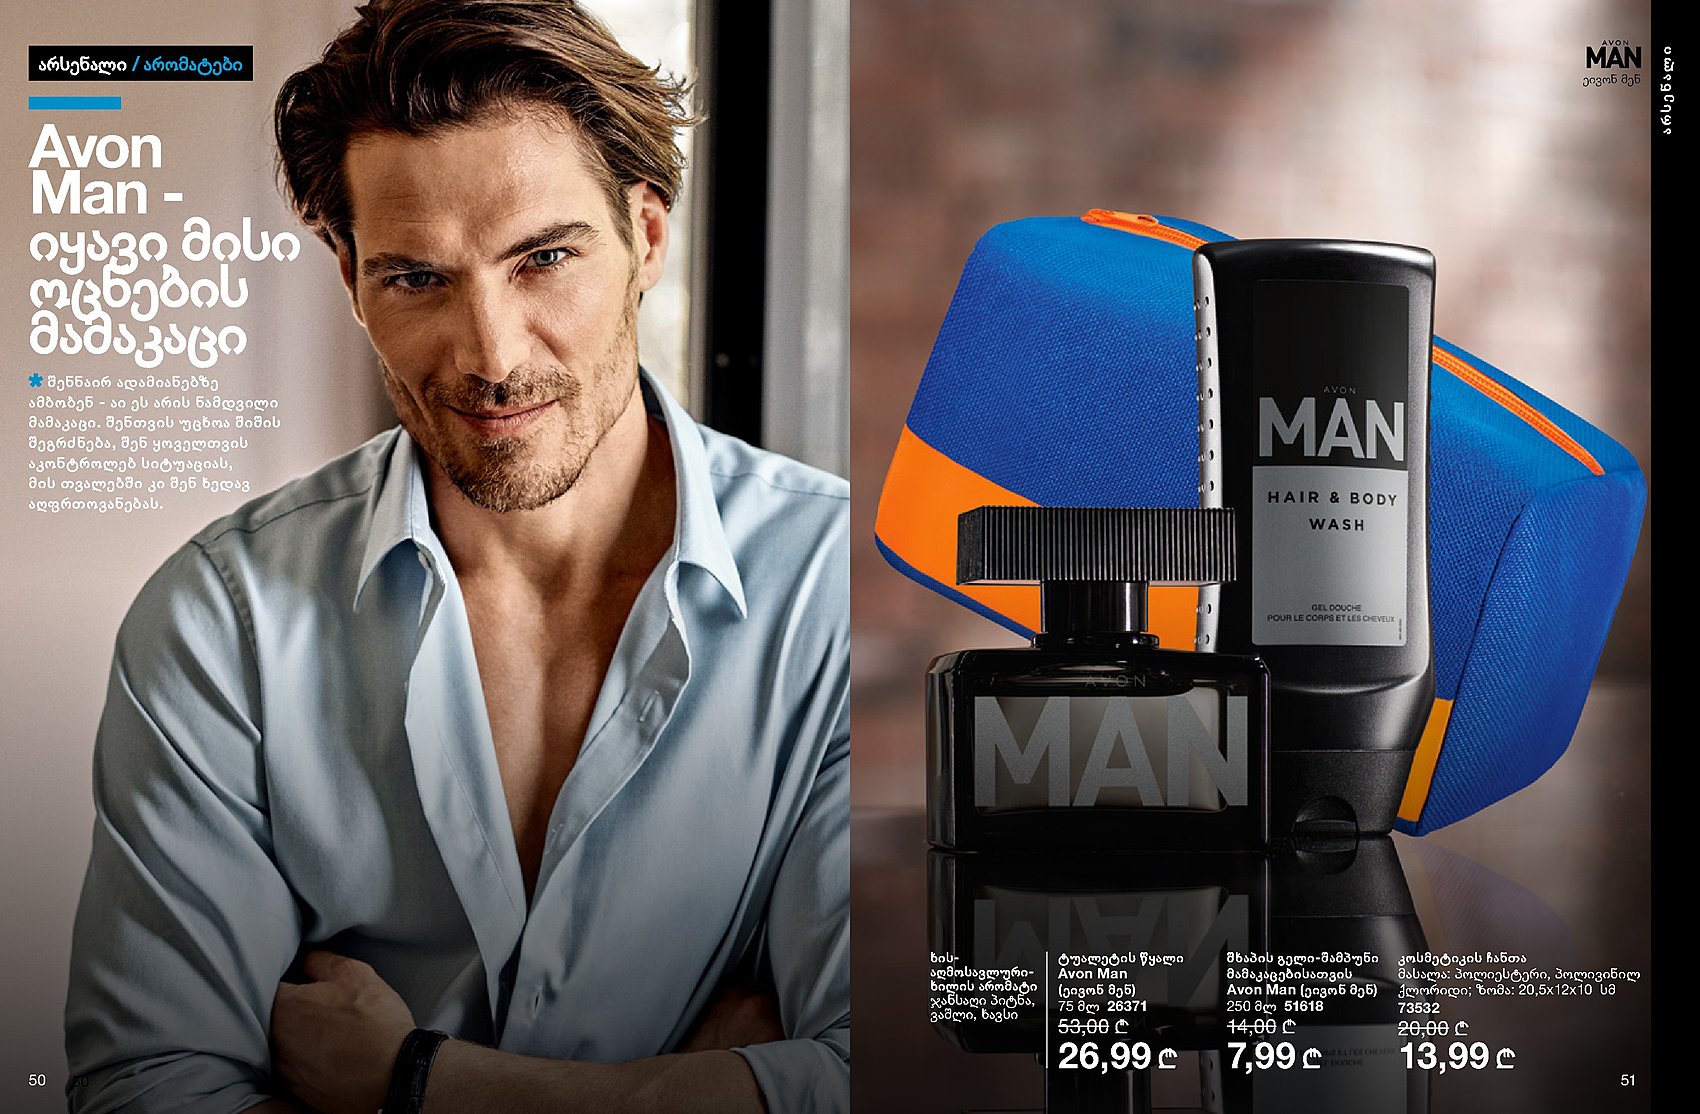 არსენალი / არომატები
Avon
Man -
იყავი მისი
ოცნების
მამაკაცი
* შენნაირ ადამიანებზე
ამბობენ - აი ეს არის ნამდვილი
მამაკაცი. შენთვის უცხოა შიშის
შეგრძნება, შენ ყოველთვის
აკონტროლებ სიტუაციას,
მის თვალებში კი შენ ხედავ
აღფრთოვანებას.
50
AVON
MAN
ეივონ მენ
არსენალი
AVON
MAN
HAIR & BODY
WASH
GEL DOUCHE
POUR LE CORPS ET LES CHEVEUX
AVON
MAN
ხის-
აღმოსავლური-
ხილის არომატი
ჯანსაღი პიტნა,
ვაშლი, ხავსი
ტუალეტის წყალი
Avon Man
(ეივონ მენ)
75 მლ 26371
53,00 ₾
26,99 ₾
შხაპის გელი-შამპუნი
მამაკაცებისათვის
Avon Man (ეივონ მენ)
250 მლ 51618
14,00 ₾
7,99 ₾
კოსმეტიკის ჩანთა
მასალა: პოლიესტერი, პოლივინილ
ქლორიდი; ზომა: 20,5x12x10 სმ
73532
20,00 ₾
13,99 ₾
51